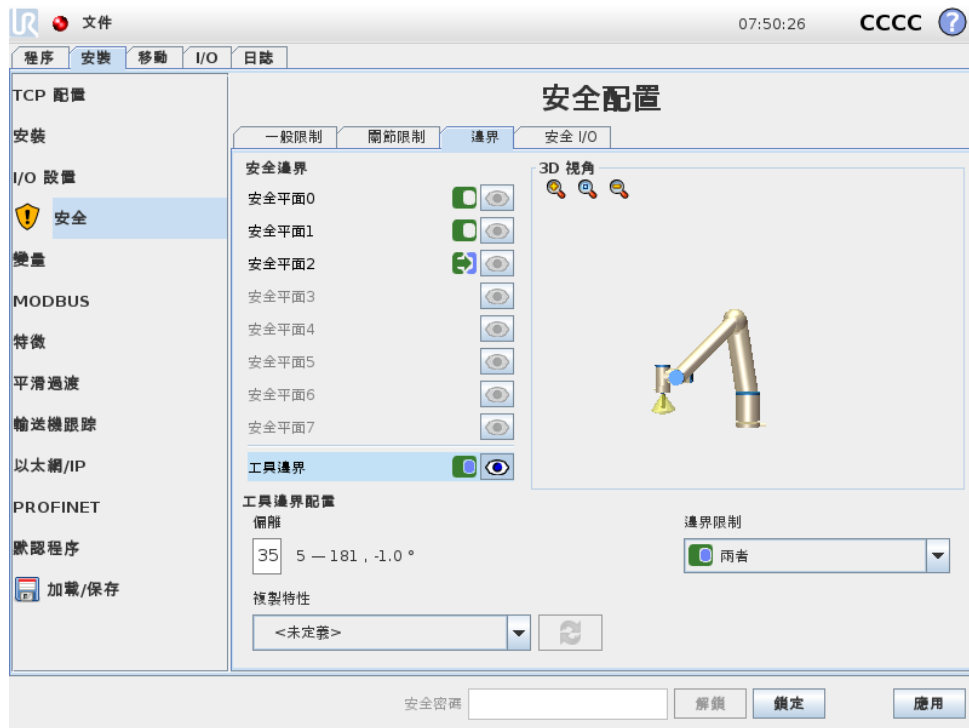 UR 文件 07:50:26 CCCC ?
程序 安裝 移動 I/O 日誌
TCP 配置
安裝
I/O 設置
安全
變量
MODBUS
特徵
平滑過渡
輸送機跟踪
以太網/IP
PROFINET
默認程序
加載/保存
安全配置
一般限制 關節限制 邊界 安全 I/O
安全邊界
安全平面0
安全平面1
安全平面2
安全平面3
安全平面4
安全平面5
安全平面6
安全平面7
工具邊界
3D 視角
工具邊界配置
偏離
35 5 — 181 , -1.0 °
邊界限制
兩者
複製特性
<未定義>
安全密碼 解鎖 鎖定 應用